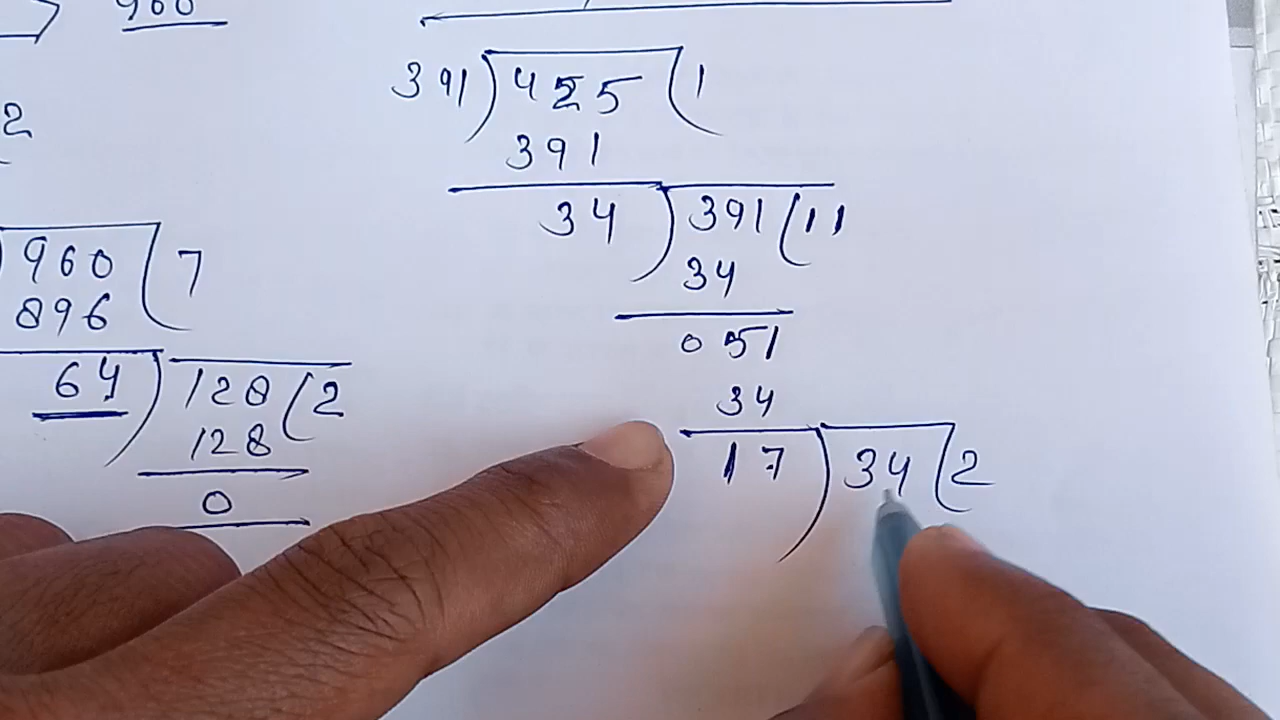 960
2
391 ) 425 ( 1
391
34 ) 391 ( 11
34
051
34
17 ) 34 ( 2
960 ( 7
896
64 ) 128 ( 2
128
0